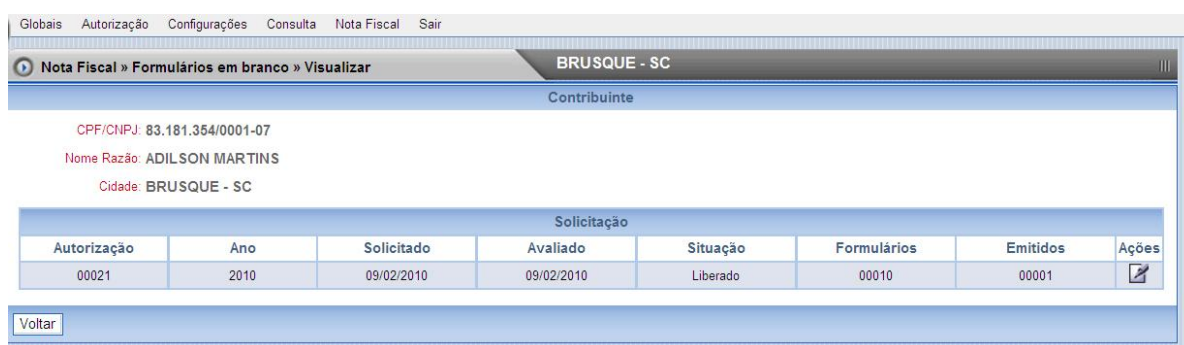 Globais Autorização Configurações Consulta Nota Fiscal Sair
Nota Fiscal » Formulários em branco » Visualizar BRUSQUE - SC
Contribuinte
CPF/CNPJ: 83.181.354/0001-07
Nome Razão: ADILSON MARTINS
Cidade: BRUSQUE - SC
Solicitação
Autorização Ano Solicitado Avaliado Situação Formulários Emitidos Ações
00021 2010 09/02/2010 09/02/2010 Liberado 00010 00001
Voltar